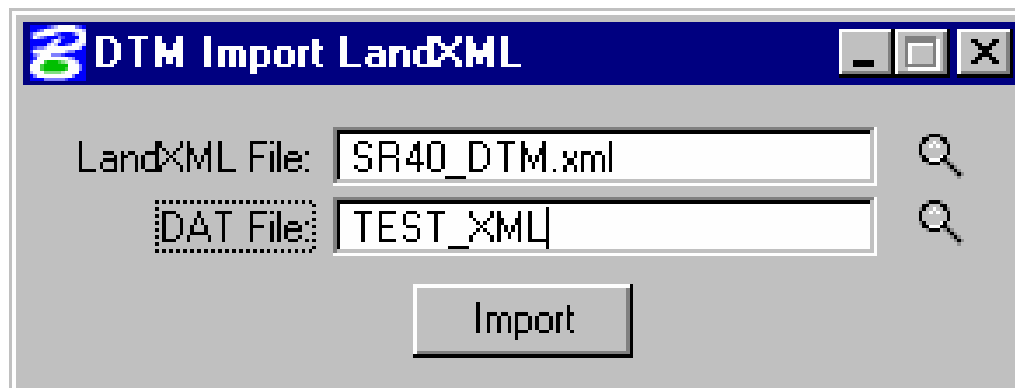 DTM Import LandXML
LandXML File: SR40_DTM.xml
DAT File: TEST_XML
Import